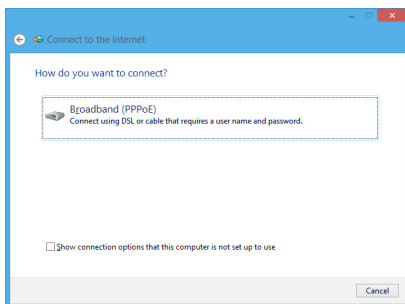 Connect to the Internet
How do you want to connect?
Broadband (PPPoE)
Connect using DSL or cable that requires a user name and password.
Show connection options that this computer is not set up to use
Cancel